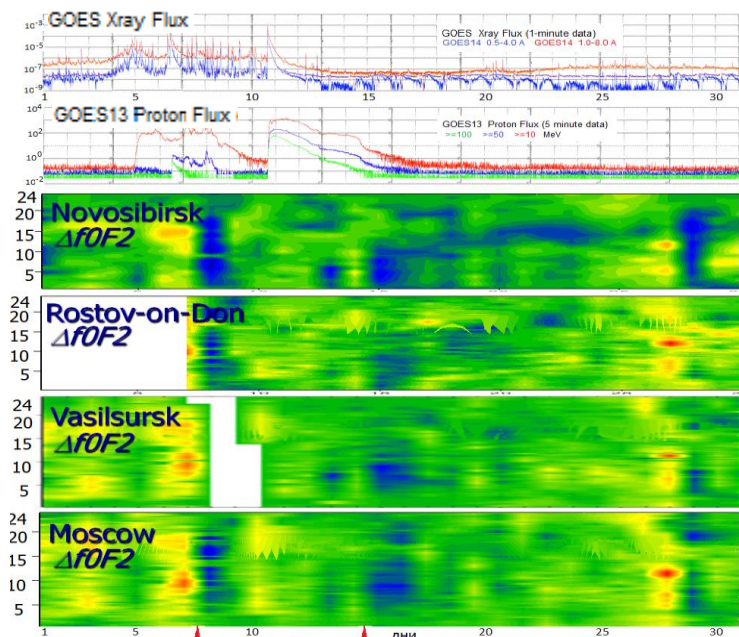 GOES Xray Flux
GOES Xray Flux (1-minute data)
GOES14 0.5-4.0 A GOES14 1.0-8.0 A
10⁻³
10⁻⁵
10⁻⁷
10⁻⁹
1 5 10 15 20 25 30
GOES13 Proton Flux
GOES13 Proton Flux (5 minute data)
>=100 >=50 >=10 MeV
10⁴
10²
10⁰
10⁻²
Novosibirsk
Δf0F2
24
20
15
10
5
Rostov-on-Don
Δf0F2
24
20
15
10
5
Vasilsursk
Δf0F2
24
20
15
10
5
Moscow
Δf0F2
24
20
15
10
5
1 5 10 15 дни 20 25 30